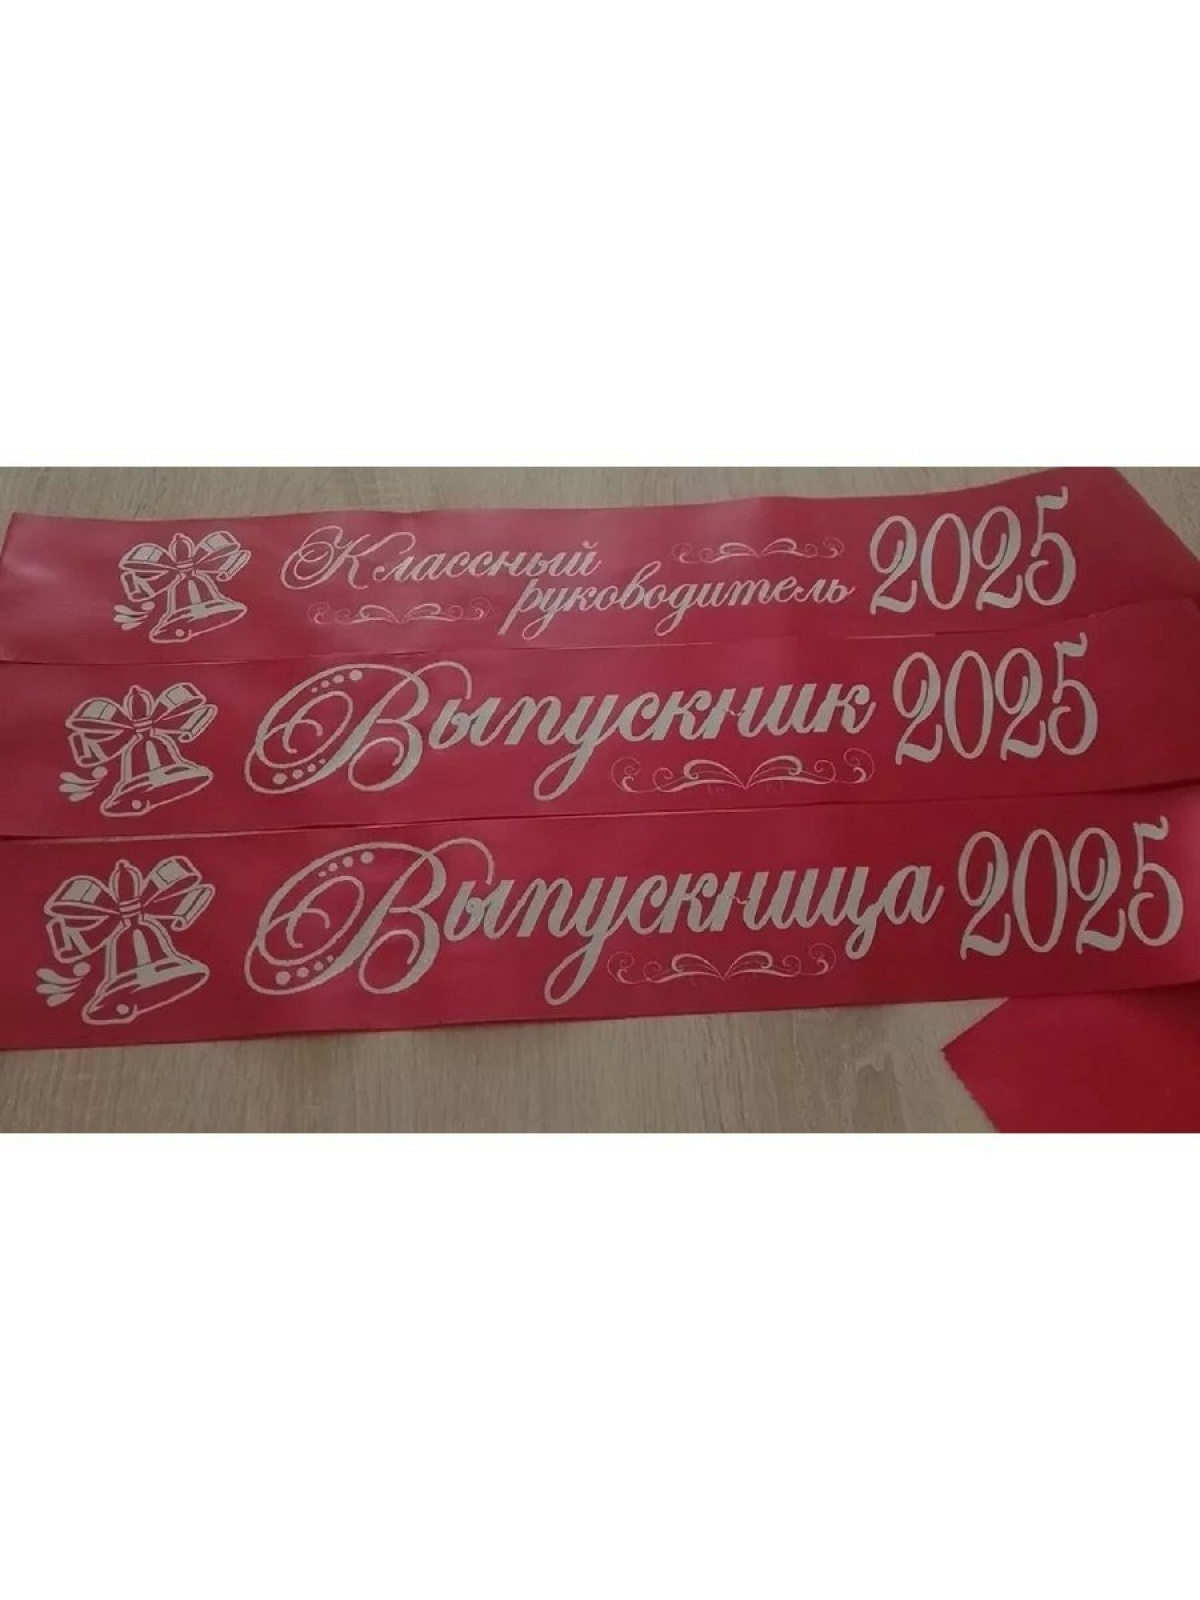 Классный
руководитель 2025
Выпускник 2025
Выпускница 2025